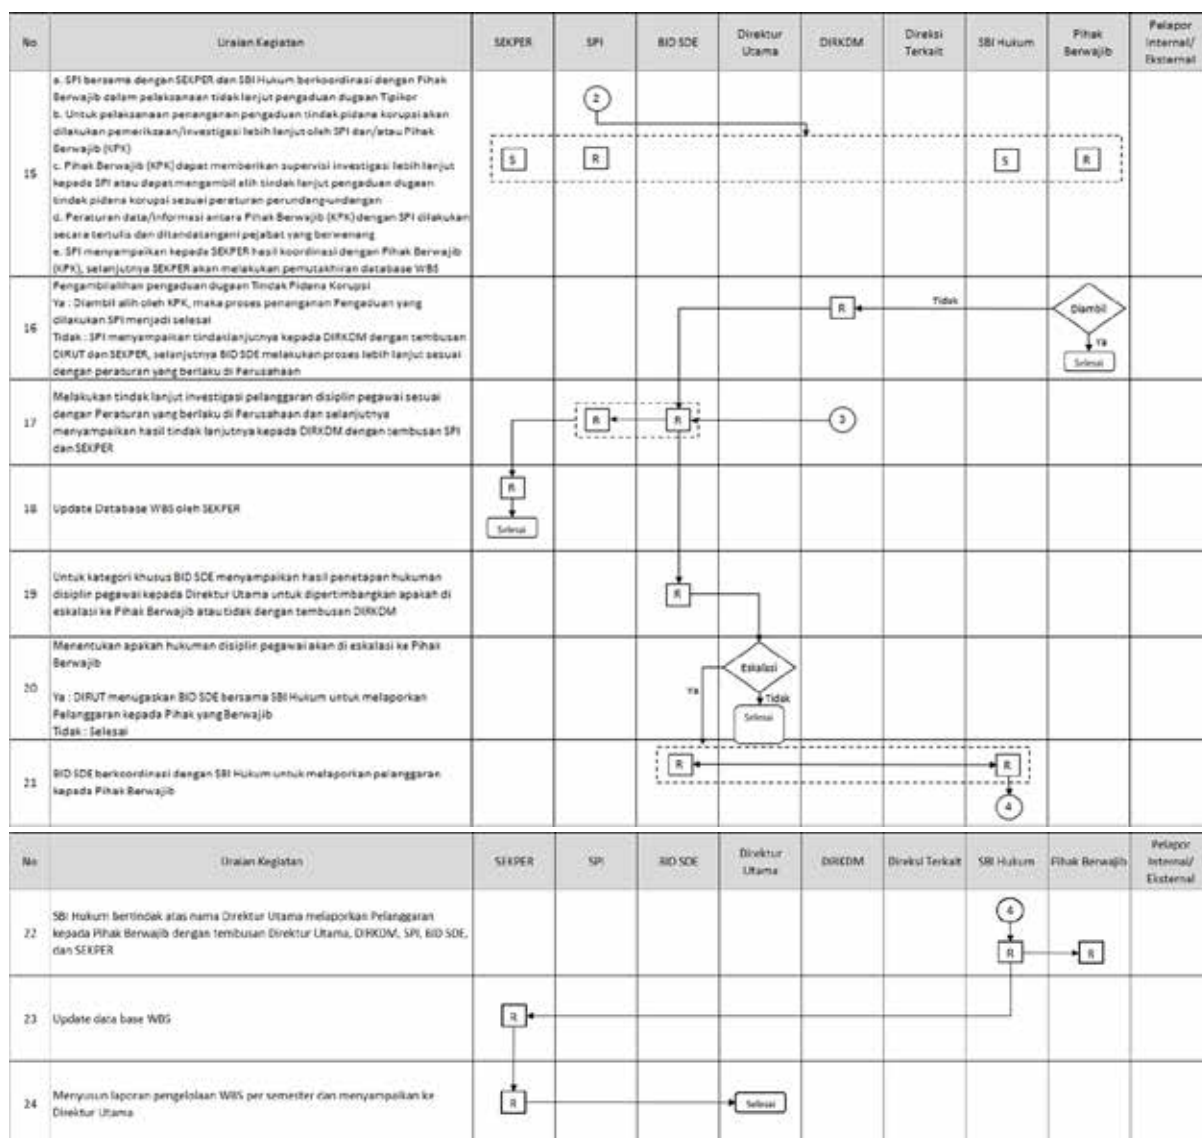 No
Uraian Kegiatan
SEKPER
SPI
BID SDE
Direktur Utama
DIRKDM
Direksi Terkait
SBI Hukum
Pihak Berwajib
Pelapor Internal/ Eksternal
15
a. SPI bersama dengan SEKPER dan SBI Hukum berkoordinasi dengan Pihak
Berwajib dalam pelaksanaan tidak lanjut pengaduan dugaan Tipikor
b. Untuk pelaksanaan penanganan pengaduan tindak pidana korupsi akan
dilakukan pemeriksaan/investigasi lebih lanjut oleh SPI dan/atau Pihak
Berwajib (KPK)
c. Pihak Berwajib (KPK) dapat memberikan supervisi investigasi lebih lanjut
kepada SPI atau dapat mengambil alih tindak lanjut pengaduan dugaan
tindak pidana korupsi sesuai peraturan perundang-undangan
d. Peraturan data/informasi antara Pihak Berwajib (KPK) dengan SPI dilakukan
secara tertulis dan ditandatangani pejabat yang berwenang
e. SPI menyampaikan kepada SEKPER hasil koordinasi dengan Pihak Berwajib
(KPK), selanjutnya SEKPER akan melakukan pemutakhiran database WBS
2
S
R
S
R
16
Pengambilalihan pengaduan dugaan Tindak Pidana Korupsi
Ya : Diambil alih oleh KPK, maka proses penanganan Pengaduan yang
dilakukan SPI menjadi selesai
Tidak : SPI menyampaikan tindaklanjutnya kepada DIRKDM dengan tembusan
DIRUT dan SEKPER, selanjutnya BID SDE melakukan proses lebih lanjut sesuai
dengan peraturan yang berlaku di Perusahaan
R
Tidak
Diambil
Ya
Selesai
17
Melakukan tindak lanjut investigasi pelanggaran disiplin pegawai sesuai
dengan Peraturan yang berlaku di Perusahaan dan selanjutnya
menyampaikan hasil tindak lanjutnya kepada DIRKDM dengan tembusan SPI
dan SEKPER
R
R
3
18
Update Database WBS oleh SEKPER
R
Selesai
19
Untuk kategori khusus BID SDE menyampaikan hasil penetapan hukuman
disiplin pegawai kepada Direktur Utama untuk dipertimbangkan apakah di
eskalasi ke Pihak Berwajib atau tidak dengan tembusan DIRKDM
R
20
Menentukan apakah hukuman disiplin pegawai akan di eskalasi ke Pihak
Berwajib
Ya : DIRUT menugaskan BID SDE bersama SBI Hukum untuk melaporkan
Pelanggaran kepada Pihak yang Berwajib
Tidak : Selesai
Eskalasi
Ya
Tidak
Selesai
21
BID SDE berkoordinasi dengan SBI Hukum untuk melaporkan pelanggaran
kepada Pihak Berwajib
R
R
4
No
Uraian Kegiatan
SEKPER
SPI
BID SDE
Direktur Utama
DIRKDM
Direksi Terkait
SBI Hukum
Pihak Berwajib
Pelapor Internal/ Eksternal
22
SBI Hukum bertindak atas nama Direktur Utama melaporkan Pelanggaran
kepada Pihak Berwajib dengan tembusan Direktur Utama, DIRKDM, SPI, BID SDE,
dan SEKPER
4
R
R
23
Update data base WBS
R
24
Menyusun laporan pengelolaan WBS per semester dan menyampaikan ke
Direktur Utama
R
Selesai